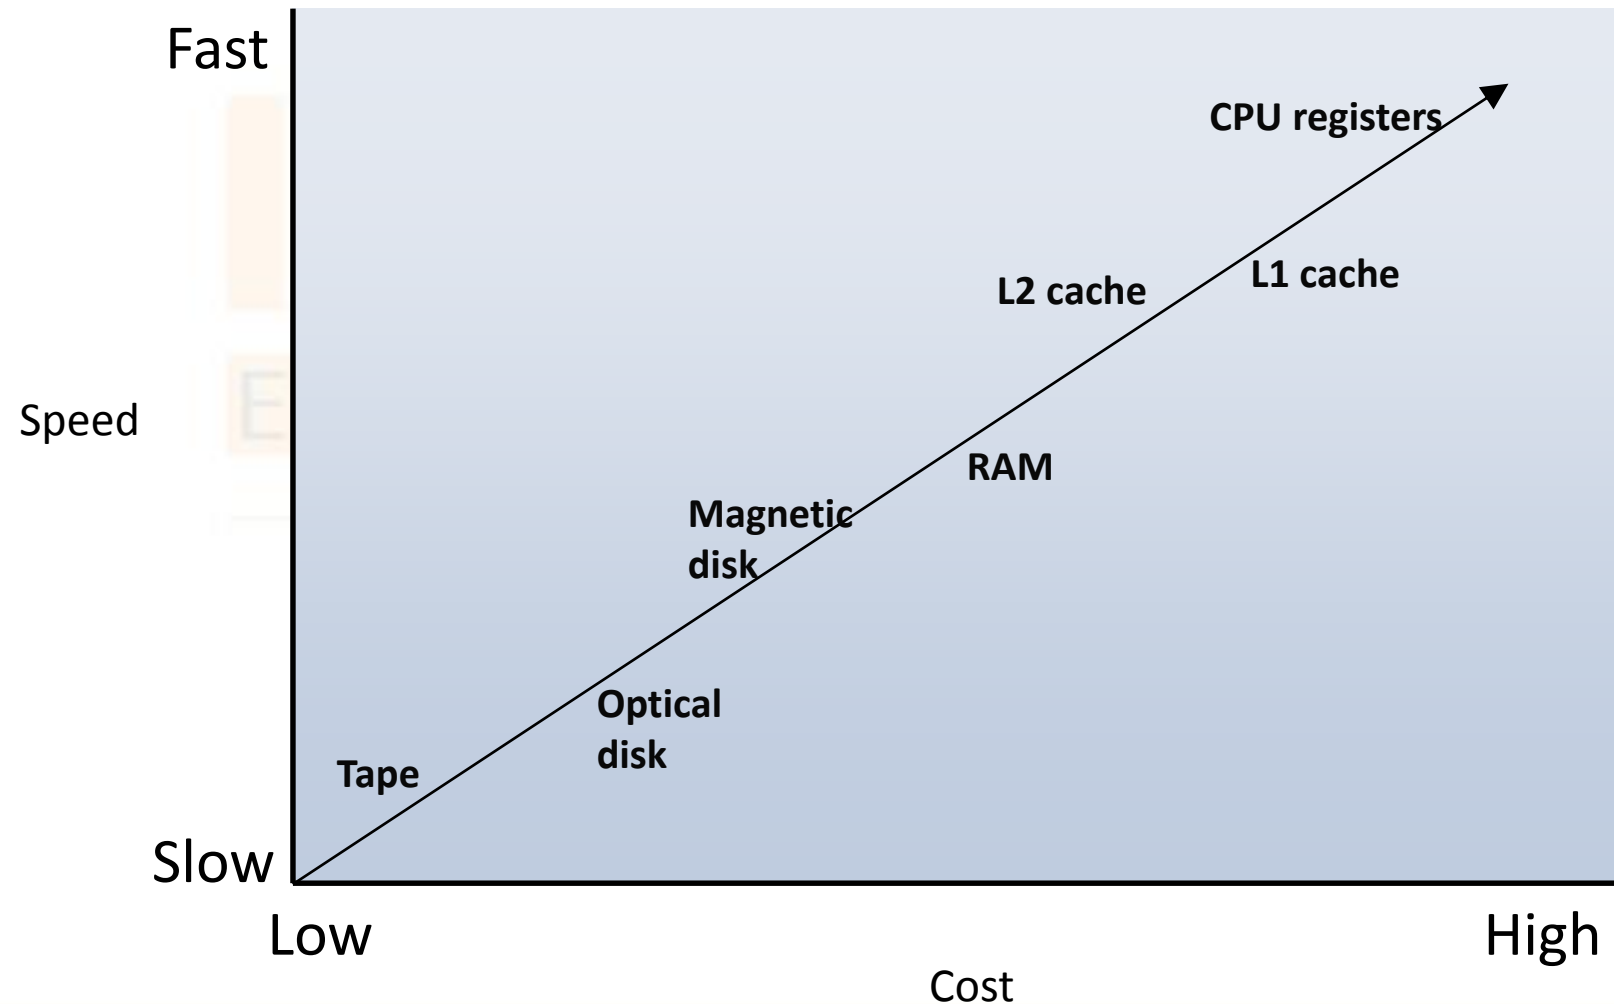 Fast
CPU registers
L1 cache
L2 cache
E
Speed
RAM
Magnetic
disk
Optical
disk
Tape
Slow
Low
High
Cost